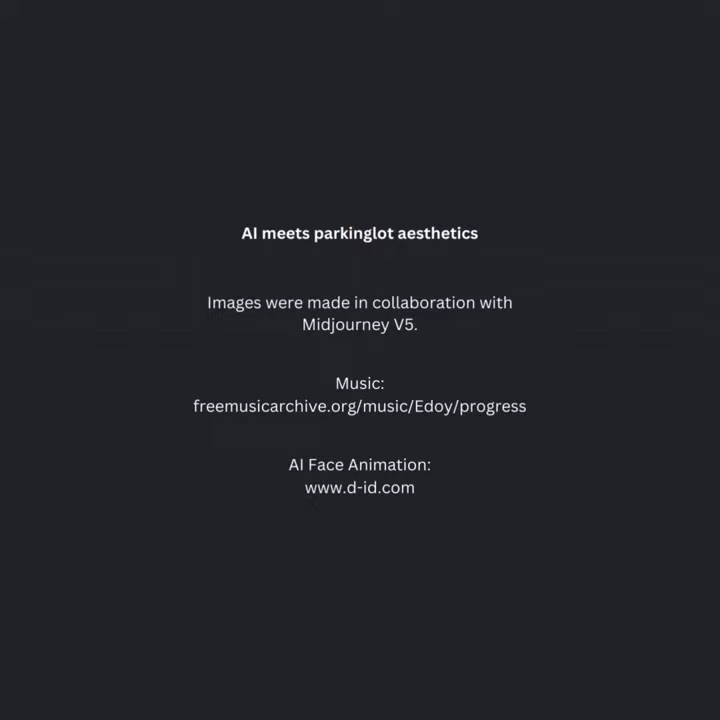 AI meets parkinglot aesthetics
Images were made in collaboration with
Midjourney V5.
Music:
freemusicarchive.org/music/Edoy/progress
AI Face Animation:
www.d-id.com